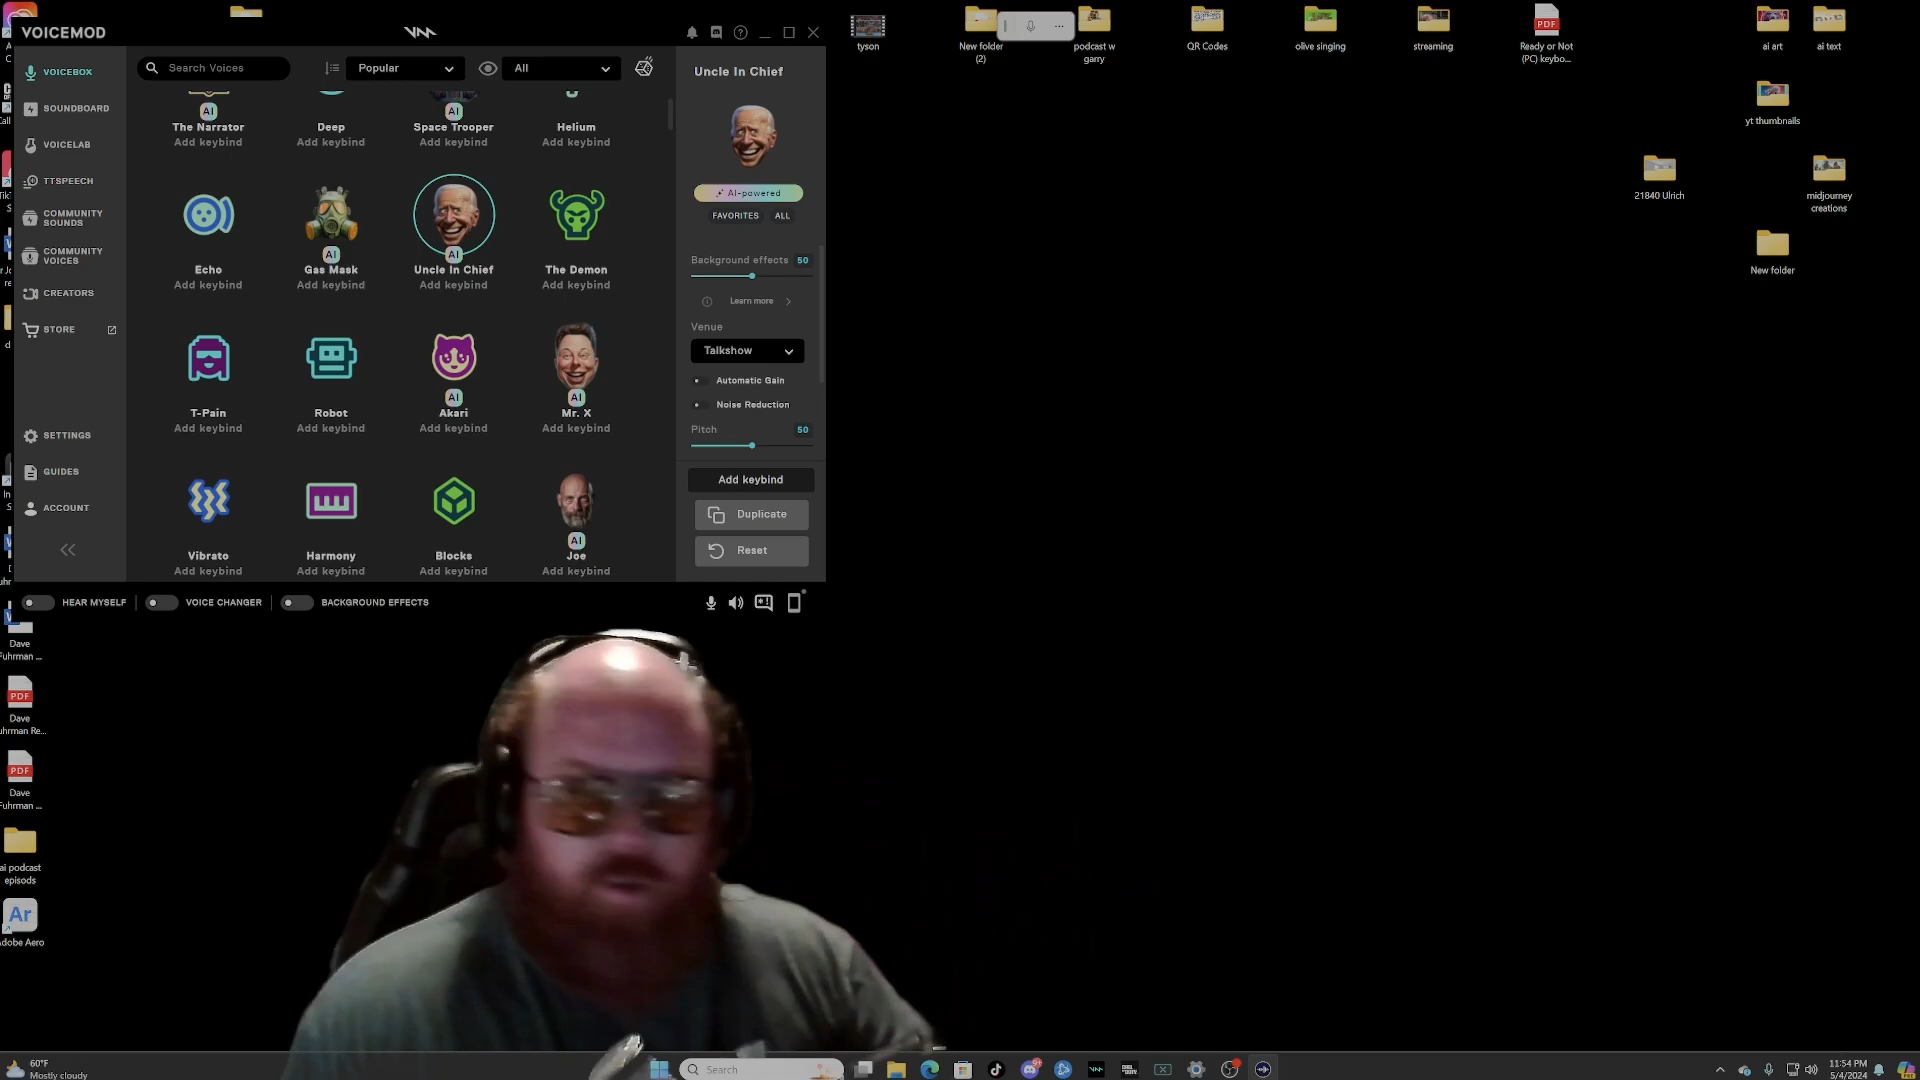 VOICEMOD
VOICEBOX
SOUNDBOARD
VOICELAB
TTSPEECH
COMMUNITY
SOUNDS
COMMUNITY
VOICES
CREATORS
STORE
SETTINGS
GUIDES
ACCOUNT
Search Voices
Popular
All
AI
The Narrator
Add keybind
Deep
Add keybind
AI
Space Trooper
Add keybind
Helium
Add keybind
Echo
Add keybind
AI
Gas Mask
Add keybind
AI
Uncle In Chief
Add keybind
The Demon
Add keybind
T-Pain
Add keybind
Robot
Add keybind
AI
Akari
Add keybind
AI
Mr. X
Add keybind
Vibrato
Add keybind
Harmony
Add keybind
Blocks
Add keybind
AI
Joe
Add keybind
Uncle In Chief
AI-powered
FAVORITES
ALL
Background effects 50
Learn more
Venue
Talkshow
Automatic Gain
Noise Reduction
Pitch 50
Add keybind
Duplicate
Reset
HEAR MYSELF
VOICE CHANGER
BACKGROUND EFFECTS
tyson
New folder
(2)
podcast w
garry
QR Codes
olive singing
streaming
PDF
Ready or Not
(PC) keybo...
ai art
ai text
yt thumbnails
21840 Ulrich
midjourney
creations
New folder
Dave
Fuhrman ...
PDF
Dave
uhrman Re...
PDF
Dave
Fuhrman ...
ai podcast
episods
Ar
Adobe Aero
60°F
Mostly cloudy
Search
11:54 PM
5/4/2024